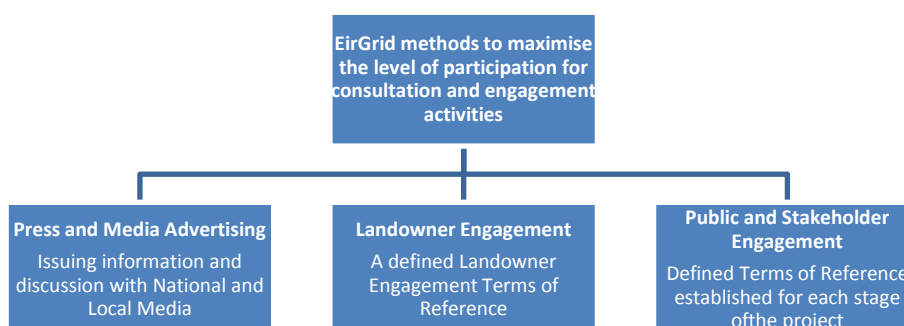 EirGrid methods to maximise
the level of participation for
consultation and engagement
activities
Press and Media Advertising
Issuing information and
discussion with National and
Local Media
Landowner Engagement
A defined Landowner
Engagement Terms of
Reference
Public and Stakeholder
Engagement
Defined Terms of Reference
established for each stage
ofthe project